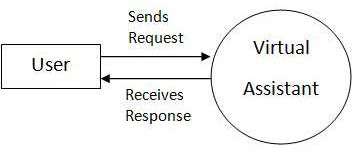 Sends
Request
User
Virtual
Assistant
Receives
Response